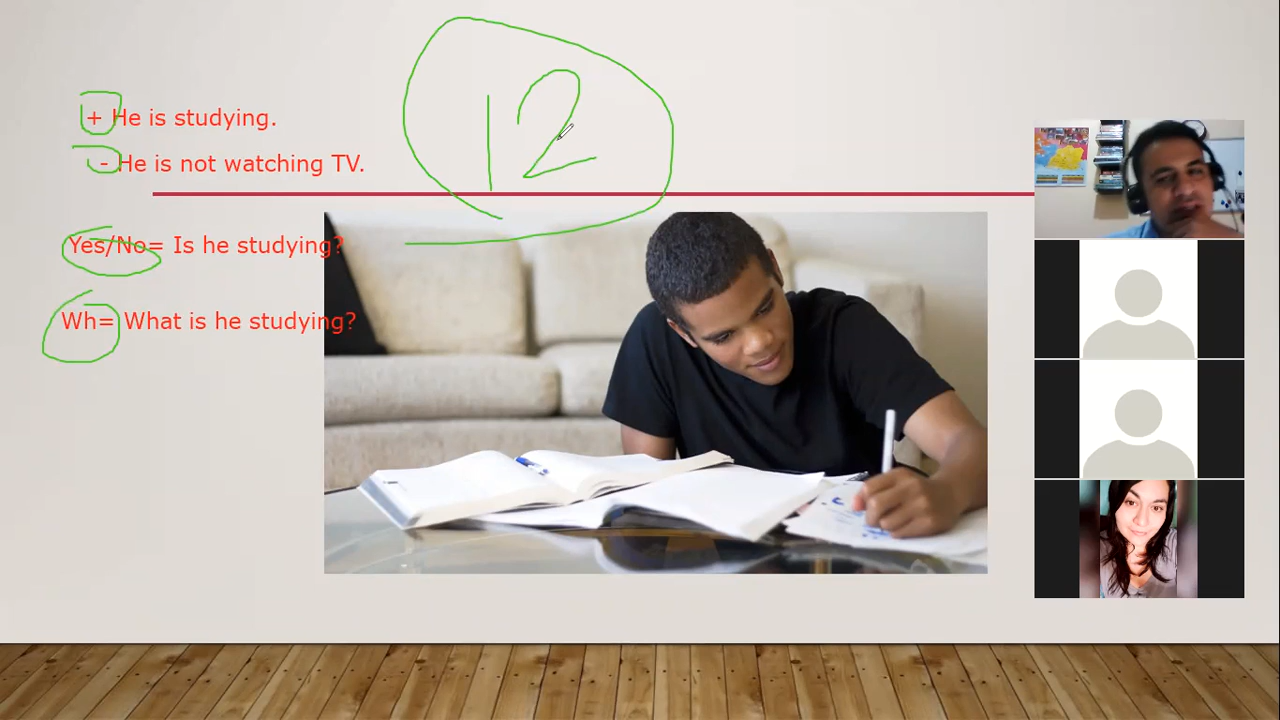 12
+ He is studying.
- He is not watching TV.
Yes/No= Is he studying?
Wh= What is he studying?